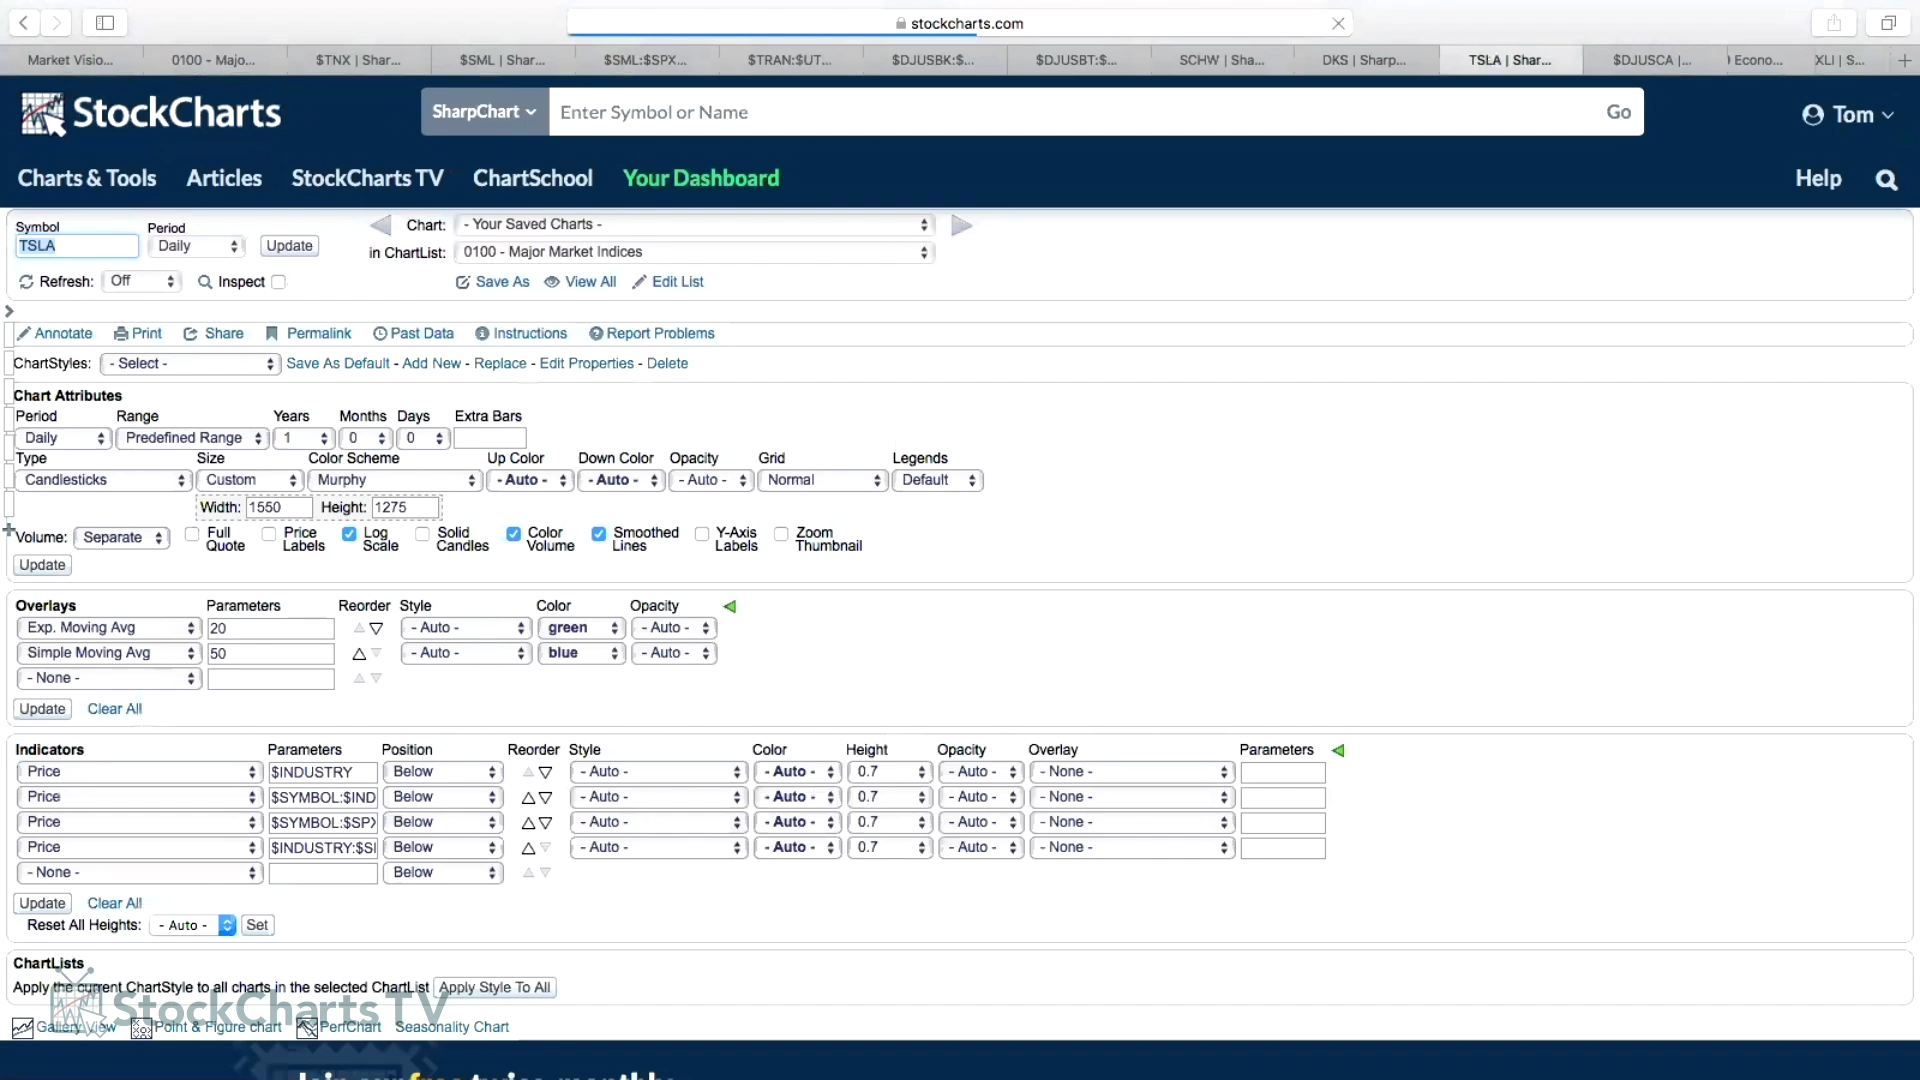 stockcharts.com
Market Visio... 0100 - Majo... $TNX | Shar... $SML | Shar... $SML:$SPX... $TRAN:$UT... $DJUSBK:$... $DJUSBT:$... SCHW | Sha... DKS | Sharp... TSLA | Shar... $DJUSCA |... Econo... XLI | S...
StockCharts SharpChart Enter Symbol or Name Go Tom
Charts & Tools Articles StockCharts TV ChartSchool Your Dashboard Help
Symbol Period Chart: - Your Saved Charts -
TSLA Daily Update in ChartList: 0100 - Major Market Indices
Refresh: Off Inspect Save As View All Edit List
Annotate Print Share Permalink Past Data Instructions Report Problems
ChartStyles: - Select - Save As Default - Add New - Replace - Edit Properties - Delete
Chart Attributes
Period Range Years Months Days Extra Bars
Daily Predefined Range 1 0 0
Type Size Color Scheme Up Color Down Color Opacity Grid Legends
Candlesticks Custom Murphy - Auto - - Auto - - Auto - Normal Default
Width: 1550 Height: 1275
Volume: Separate Full Quote Price Labels Log Scale Solid Candles Color Volume Smoothed Lines Y-Axis Labels Zoom Thumbnail
Update
Overlays Parameters Reorder Style Color Opacity
Exp. Moving Avg 20 - Auto - green - Auto -
Simple Moving Avg 50 - Auto - blue - Auto -
- None -
Update Clear All
Indicators Parameters Position Reorder Style Color Height Opacity Overlay Parameters
Price $INDUSTRY Below - Auto - - Auto - 0.7 - Auto - - None -
Price $SYMBOL:$IND Below - Auto - - Auto - 0.7 - Auto - - None -
Price $SYMBOL:$SPX Below - Auto - - Auto - 0.7 - Auto - - None -
Price $INDUSTRY:$SI Below - Auto - - Auto - 0.7 - Auto - - None -
- None - Below
Update Clear All
Reset All Heights: - Auto - Set
ChartLists
Apply the current ChartStyle to all charts in the selected ChartList Apply Style To All
StockCharts TV
Gallery View Point & Figure chart PerfChart Seasonality Chart